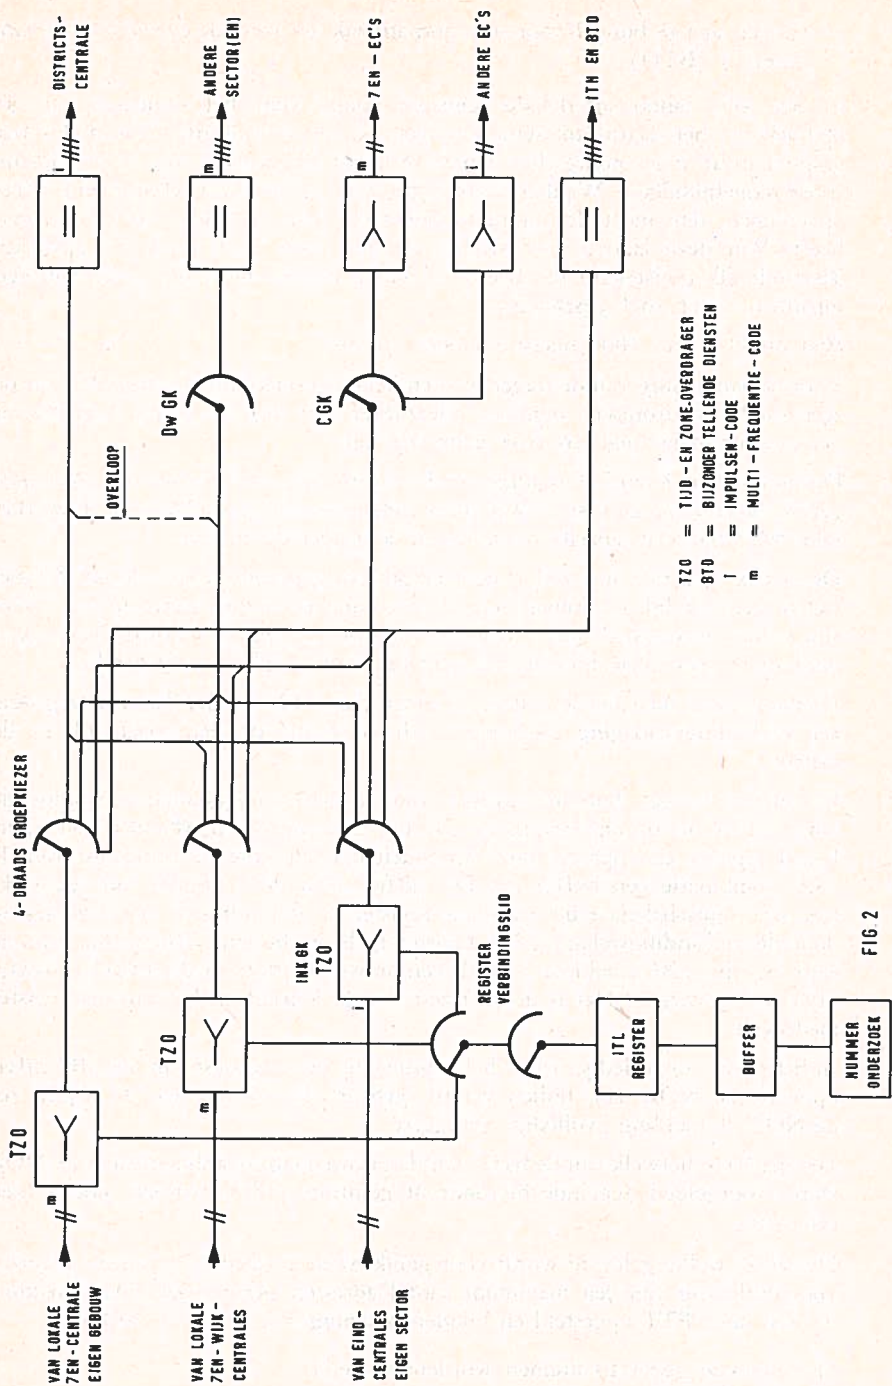 VAN LOKALE
7EN-CENTRALE
EIGEN GEBOUW
m
TZO
4-DRAADS GROEPKIEZER
OVERLOOP
i
DISTRICTS-
CENTRALE
VAN LOKALE
7EN-WIJK-
CENTRALES
m
TZO
DW GK
m
ANDERE
SECTOR(EN)
VAN EIND-
CENTRALES
EIGEN SECTOR
i
INK GK
TZO
CGK
m
7EN-EC'S
i
ANDERE EC'S
ITN EN BTD
REGISTER
VERBINDINGSLID
ITL
REGISTER
BUFFER
NUMMER
ONDERZOEK
TZO = TIJD-EN ZONE-OVERDRAGER
BTD = BIJZONDER TELLENDE DIENSTEN
i = IMPULSEN-CODE
m = MULTI-FREQUENTIE-CODE
FIG.2